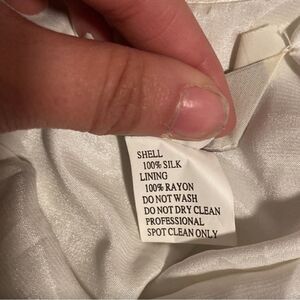 SHELL
100% SILK
LINING
100% RAYON
DO NOT WASH
DO NOT DRY CLEAN
PROFESSIONAL
SPOT CLEAN ONLY